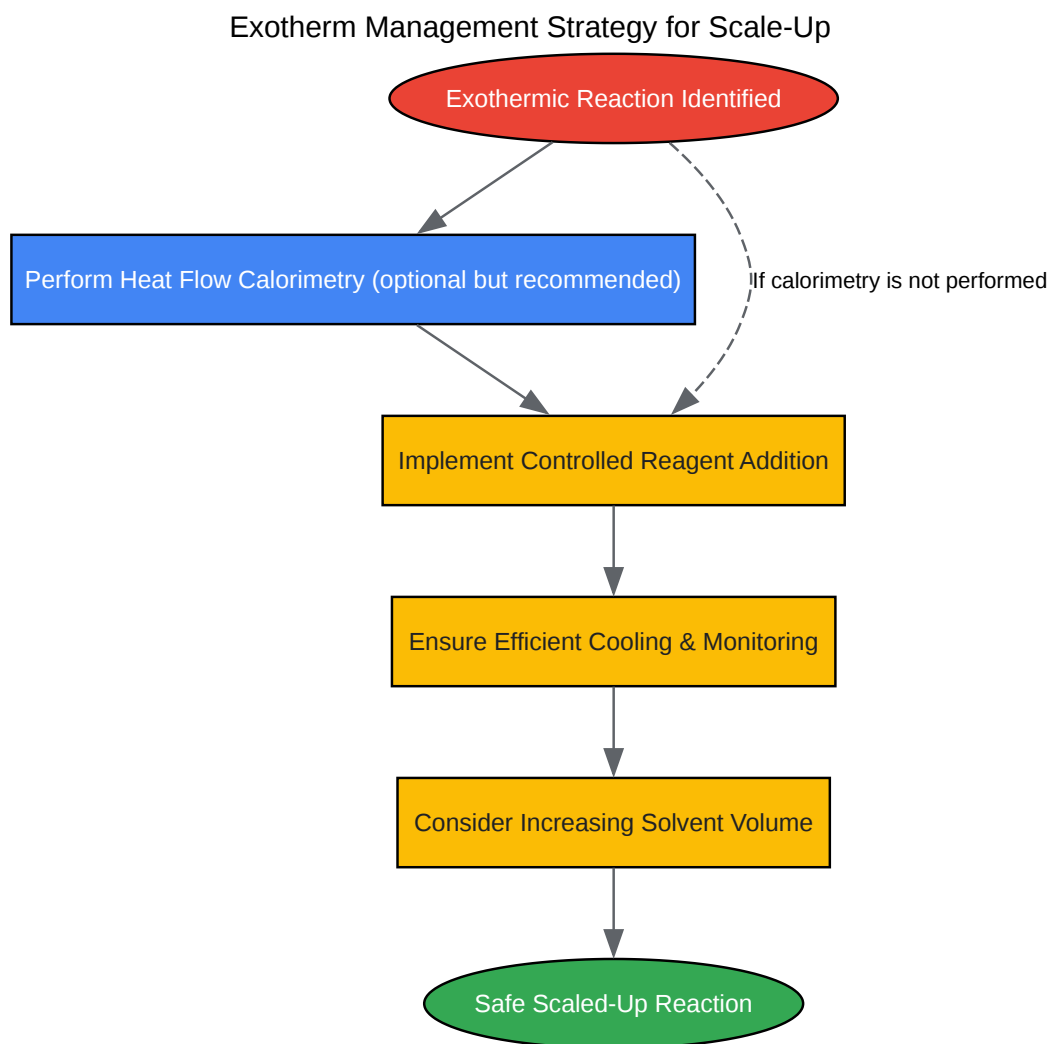 Exotherm Management Strategy for Scale-Up
Exothermic Reaction Identified
Perform Heat Flow Calorimetry (optional but recommended)
If calorimetry is not performed
Implement Controlled Reagent Addition
Ensure Efficient Cooling & Monitoring
Consider Increasing Solvent Volume
Safe Scaled-Up Reaction